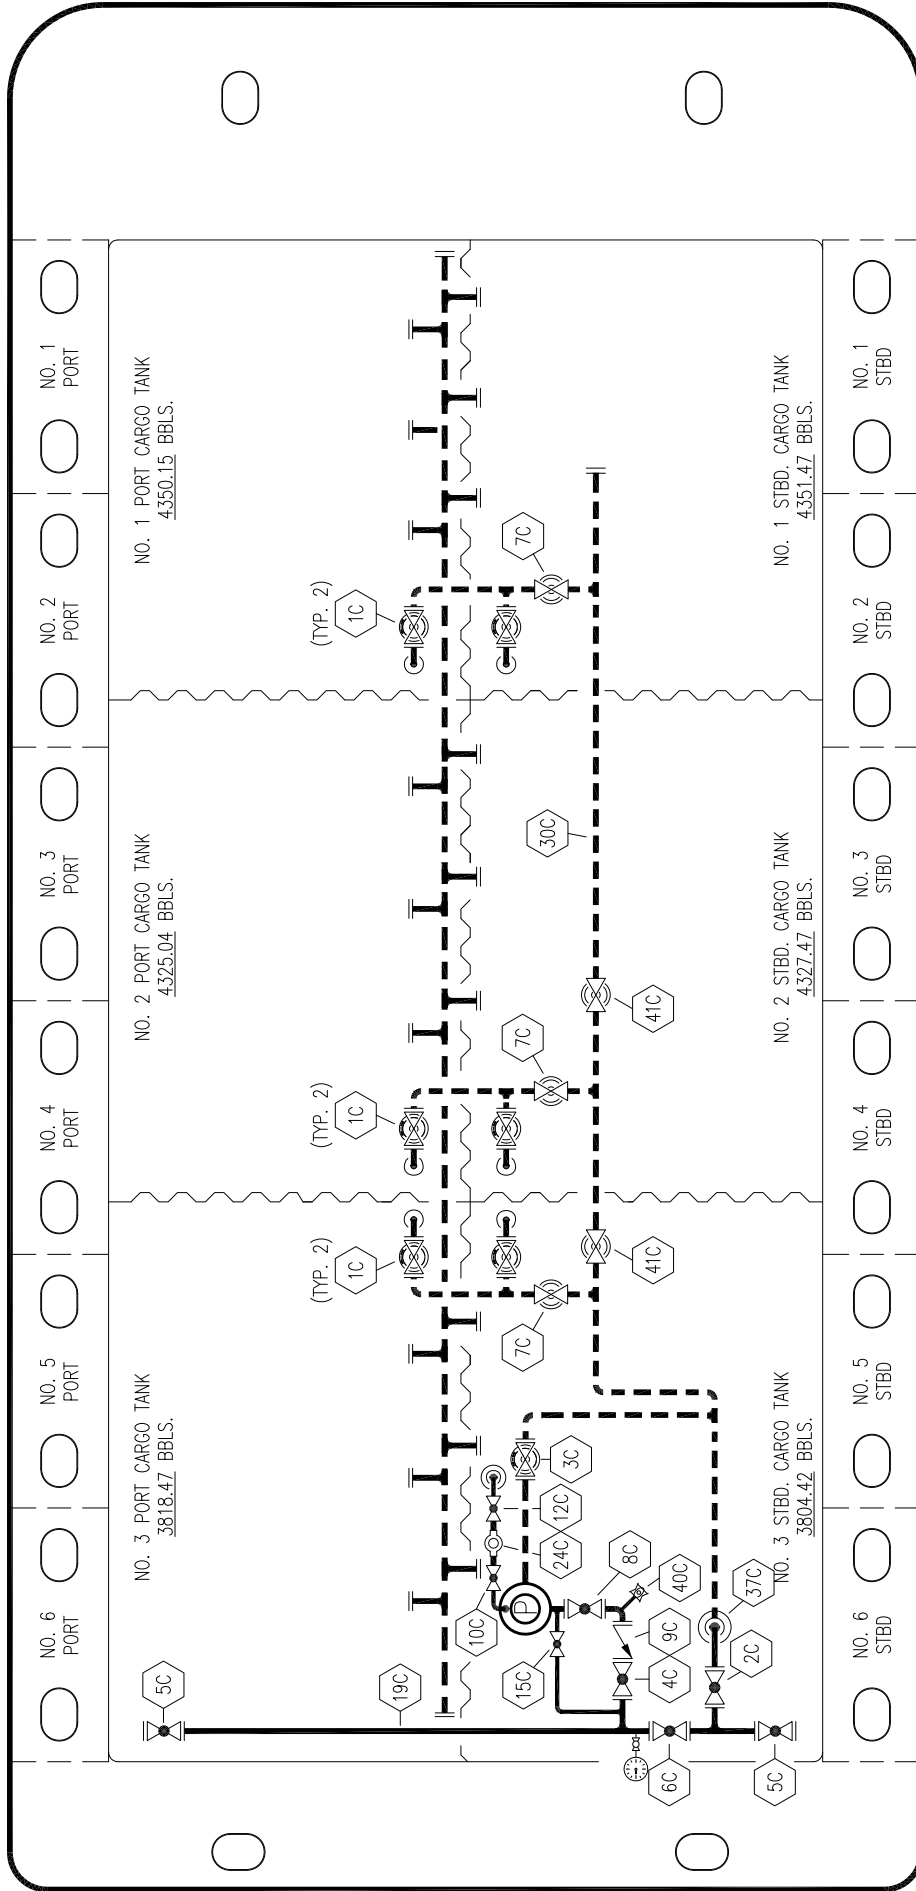 NO. 6
PORT
NO. 5
PORT
NO. 4
PORT
NO. 3
PORT
NO. 2
PORT
NO. 1
PORT
NO. 3 PORT CARGO TANK
3818.47 BBLS.
NO. 2 PORT CARGO TANK
4325.04 BBLS.
NO. 1 PORT CARGO TANK
4350.15 BBLS.
5C
(TYP. 2)
1C
(TYP. 2)
1C
(TYP. 2)
1C
19C
10C
15C
P
24C
12C
3C
7C
7C
7C
8C
40C
9C
4C
30C
41C
41C
6C
2C
37C
5C
NO. 3 STBD. CARGO TANK
3804.42 BBLS.
NO. 2 STBD. CARGO TANK
4327.47 BBLS.
NO. 1 STBD. CARGO TANK
4351.47 BBLS.
NO. 6
STBD
NO. 5
STBD
NO. 4
STBD
NO. 3
STBD
NO. 2
STBD
NO. 1
STBD